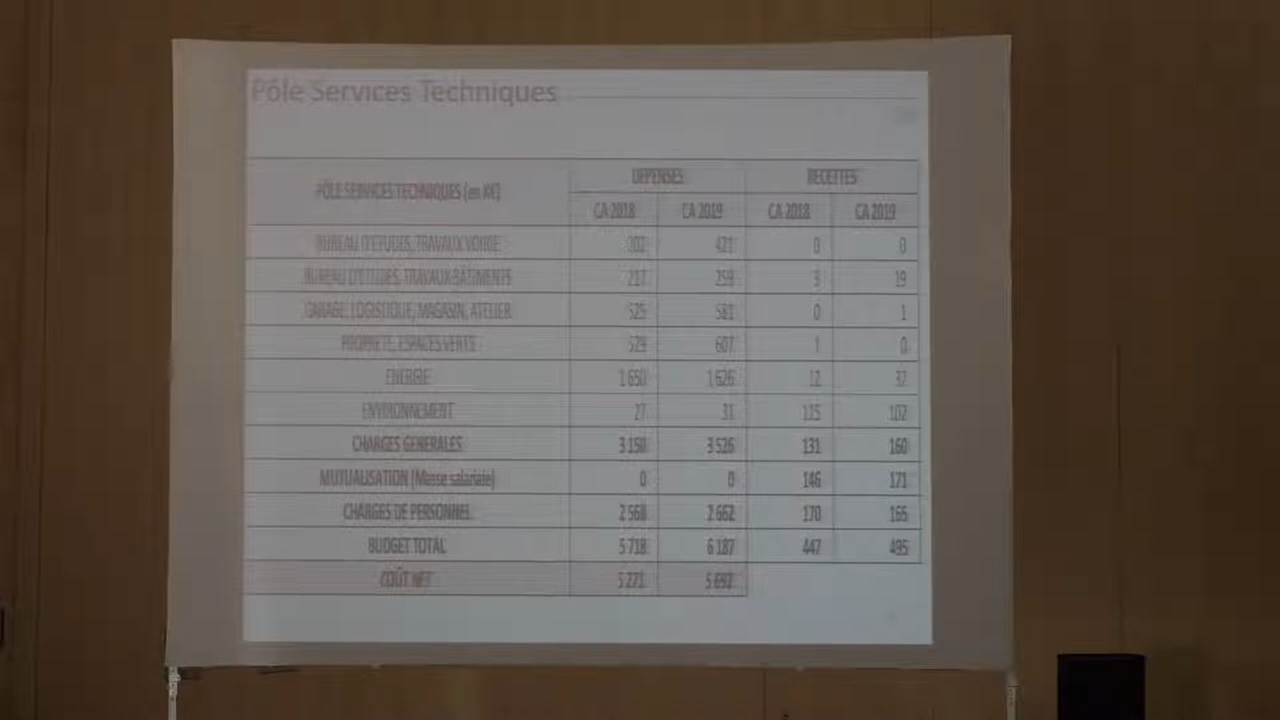 Pôle Services Techniques
PÔLE SERVICES TECHNIQUES (en K€) DEPENSES RECETTES
CA 2018 CA 2019 CA 2018 CA 2019
BUREAU D'ETUDES, TRAVAUX VOIRIE 202 421 0 0
BUREAU D'ETUDES, TRAVAUX BÂTIMENTS 217 259 3 19
GARAGE, LOGISTIQUE, MAGASIN, ATELIER 525 581 0 1
PROPRETE, ESPACES VERTS 529 607 1 0
ENERGIE 1 650 1 626 12 37
ENVIRONNEMENT 27 31 115 102
CHARGES GENERALES 3 150 3 526 131 160
MUTUALISATION (Masse salariale) 0 0 146 171
CHARGES DE PERSONNEL 2 568 2 662 170 165
BUDGET TOTAL 5 718 6 187 447 495
COÛT NET 5 271 5 692